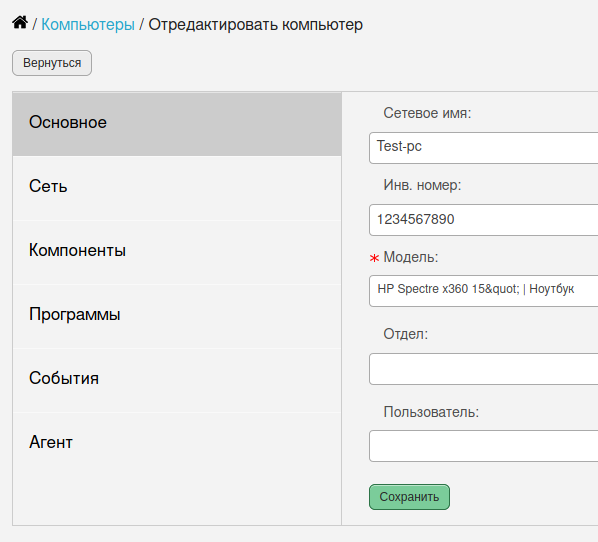 / Компьютеры / Отредактировать компьютер
Вернуться
Основное
Сеть
Компоненты
Программы
События
Агент
Сетевое имя:
Test-pc
Инв. номер:
1234567890
* Модель:
HP Spectre x360 15&quot; | Ноутбук
Отдел:
Пользователь:
Сохранить